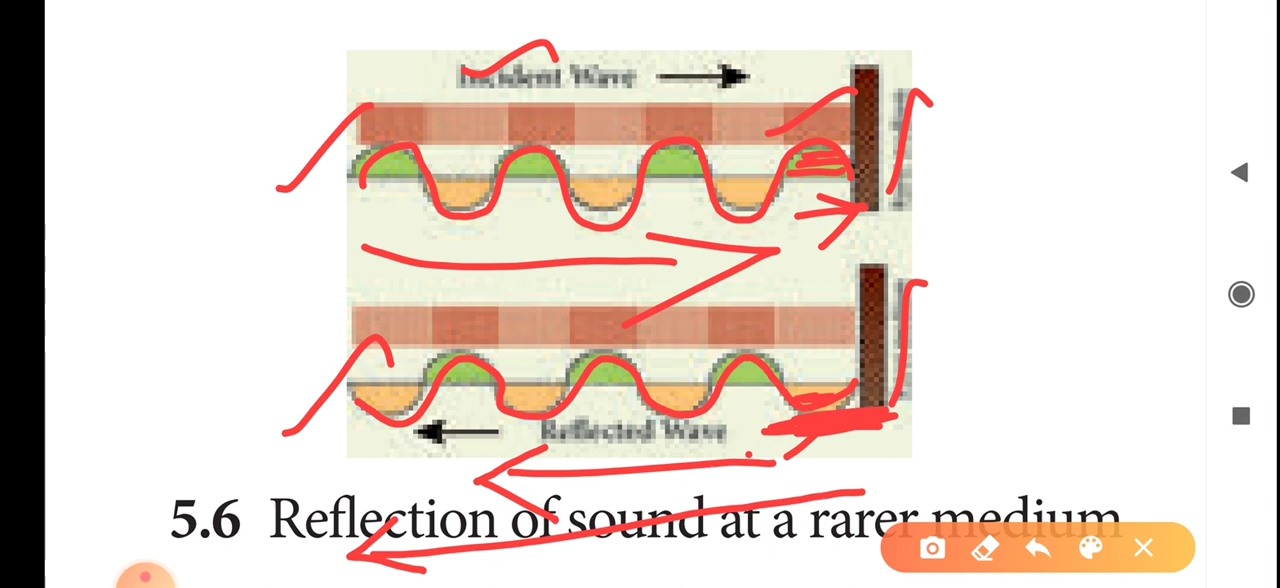 Incident Wave
Reflected Wave
5.6 Reflection of sound at a rarer medium